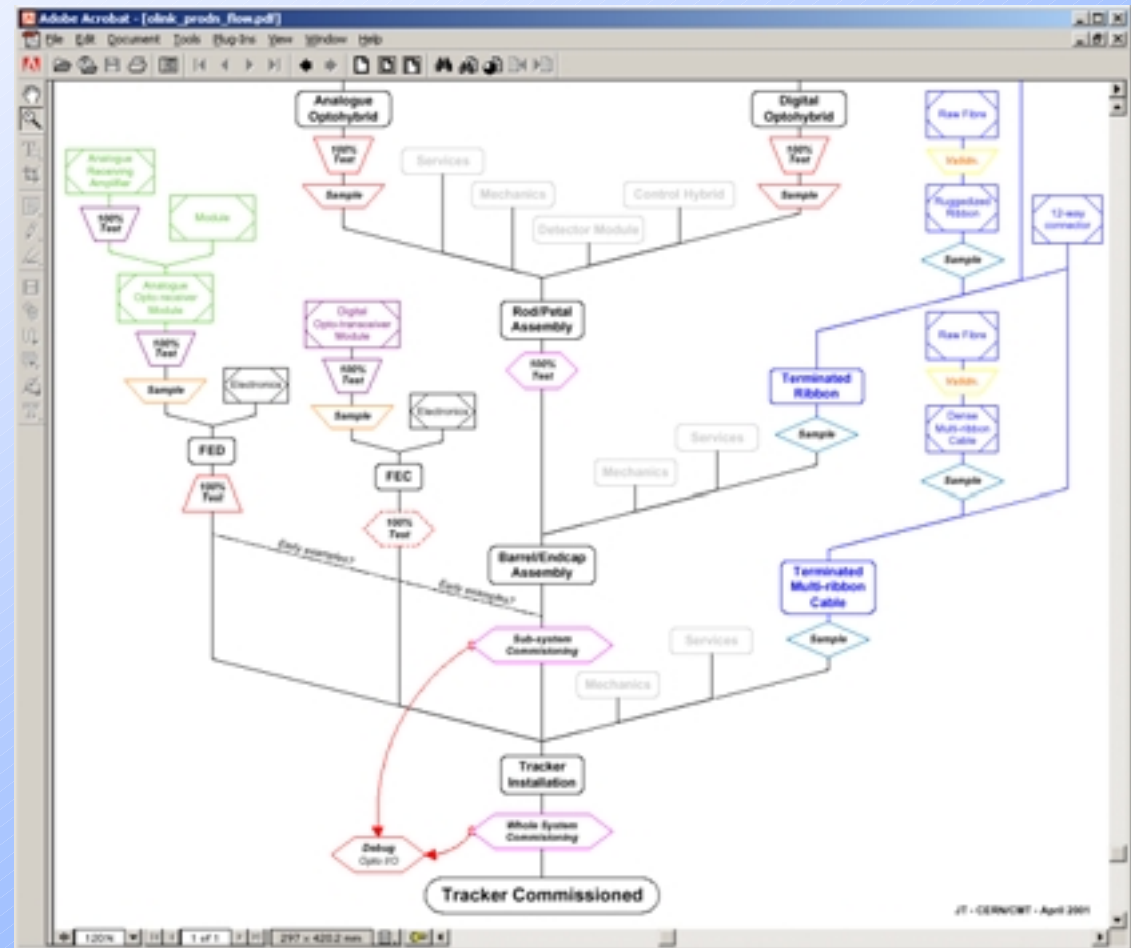 Adobe Acrobat - [olink_prodn_flow.pdf]
File Edit Document Tools Plug-Ins View Window Help
Analogue
Optohybrid
Digital
Optohybrid
100%
Test
Sample
Services
Mechanics
Detector Module
Control Hybrid
100%
Test
Sample
Raw Fibre
Validn.
Ruggedized
Ribbon
Sample
12-way
connector
Analogue
Receiving
Amplifier
100%
Test
Module
Analogue
Opto-receiver
Module
100%
Test
Sample
Electronics
FED
100%
Test
Digital
Opto-transceiver
Module
100%
Test
Sample
Electronics
FEC
100%
Test
Rod/Petal
Assembly
100%
Test
Terminated
Ribbon
Sample
Services
Mechanics
Raw Fibre
Validn.
Dense
Multi-ribbon
Cable
Sample
Early examples?
Early examples?
Barrel/Endcap
Assembly
Terminated
Multi-ribbon
Cable
Sample
Sub-system
Commissioning
Services
Mechanics
Tracker
Installation
Whole System
Commissioning
Debug
Opto I/O
Tracker Commissioned
JT - CERN/CMT - April 2001
120%
1 of 1
297 x 420.2 mm